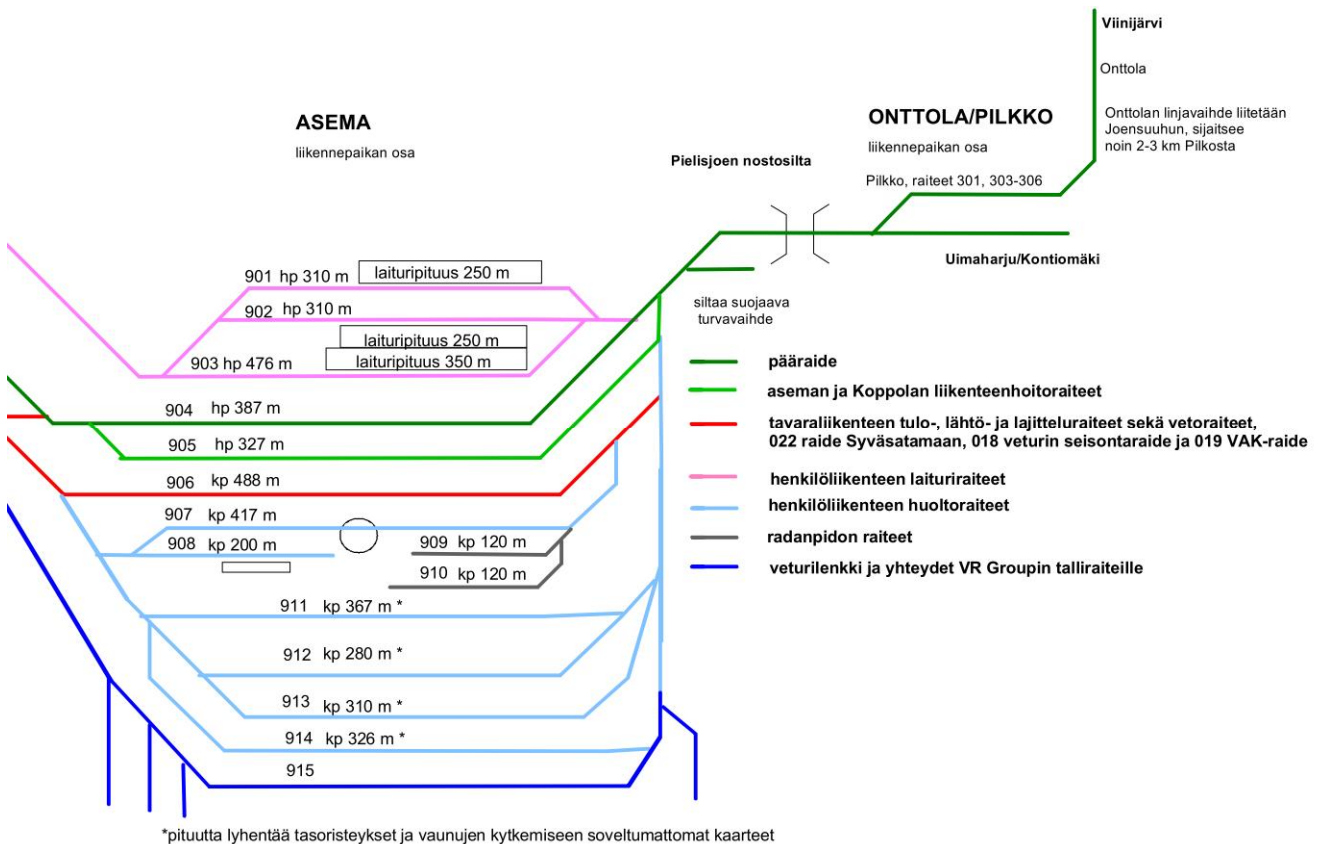 Viinijärvi
Onttola
ASEMA
liikennepaikan osa
ONTTOLA/PILKKO
liikennepaikan osa
Onttolan linjavaihde liitetään
Joensuuhun, sijaitsee
noin 2-3 km Pilkosta
Pielisjoen nostosilta
Pilkko, raiteet 301, 303-306
Uimaharju/Kontiomäki
901 hp 310 m
laituripituus 250 m
902 hp 310 m
siltaa suojaava
turvavaihde
laituripituus 250 m
903 hp 476 m
laituripituus 350 m
pääraide
aseman ja Koppolan liikenteenhoitoraiteet
904 hp 387 m
tavaraliikenteen tulo-, lähtö- ja lajitteluraiteet sekä vetoraiteet,
022 raide Syväsatamaan, 018 veturin seisontaraide ja 019 VAK-raide
905 hp 327 m
906 kp 488 m
henkilöliikenteen laituriraiteet
henkilöliikenteen huoltoraiteet
907 kp 417 m
radanpidon raiteet
908 kp 200 m
909 kp 120 m
veturilenkki ja yhteydet VR Groupin talliraiteille
910 kp 120 m
911 kp 367 m *
912 kp 280 m *
913 kp 310 m *
914 kp 326 m *
915
*pituutta lyhentää tasoristeykset ja vaunujen kytkemiseen soveltumattomat kaarteet